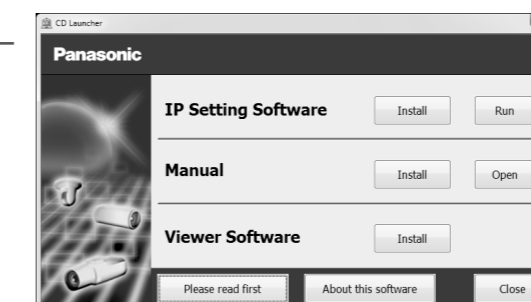 CD Launcher
Panasonic
IP Setting Software Install Run
Manual Install Open
Viewer Software Install
Please read first About this software Close